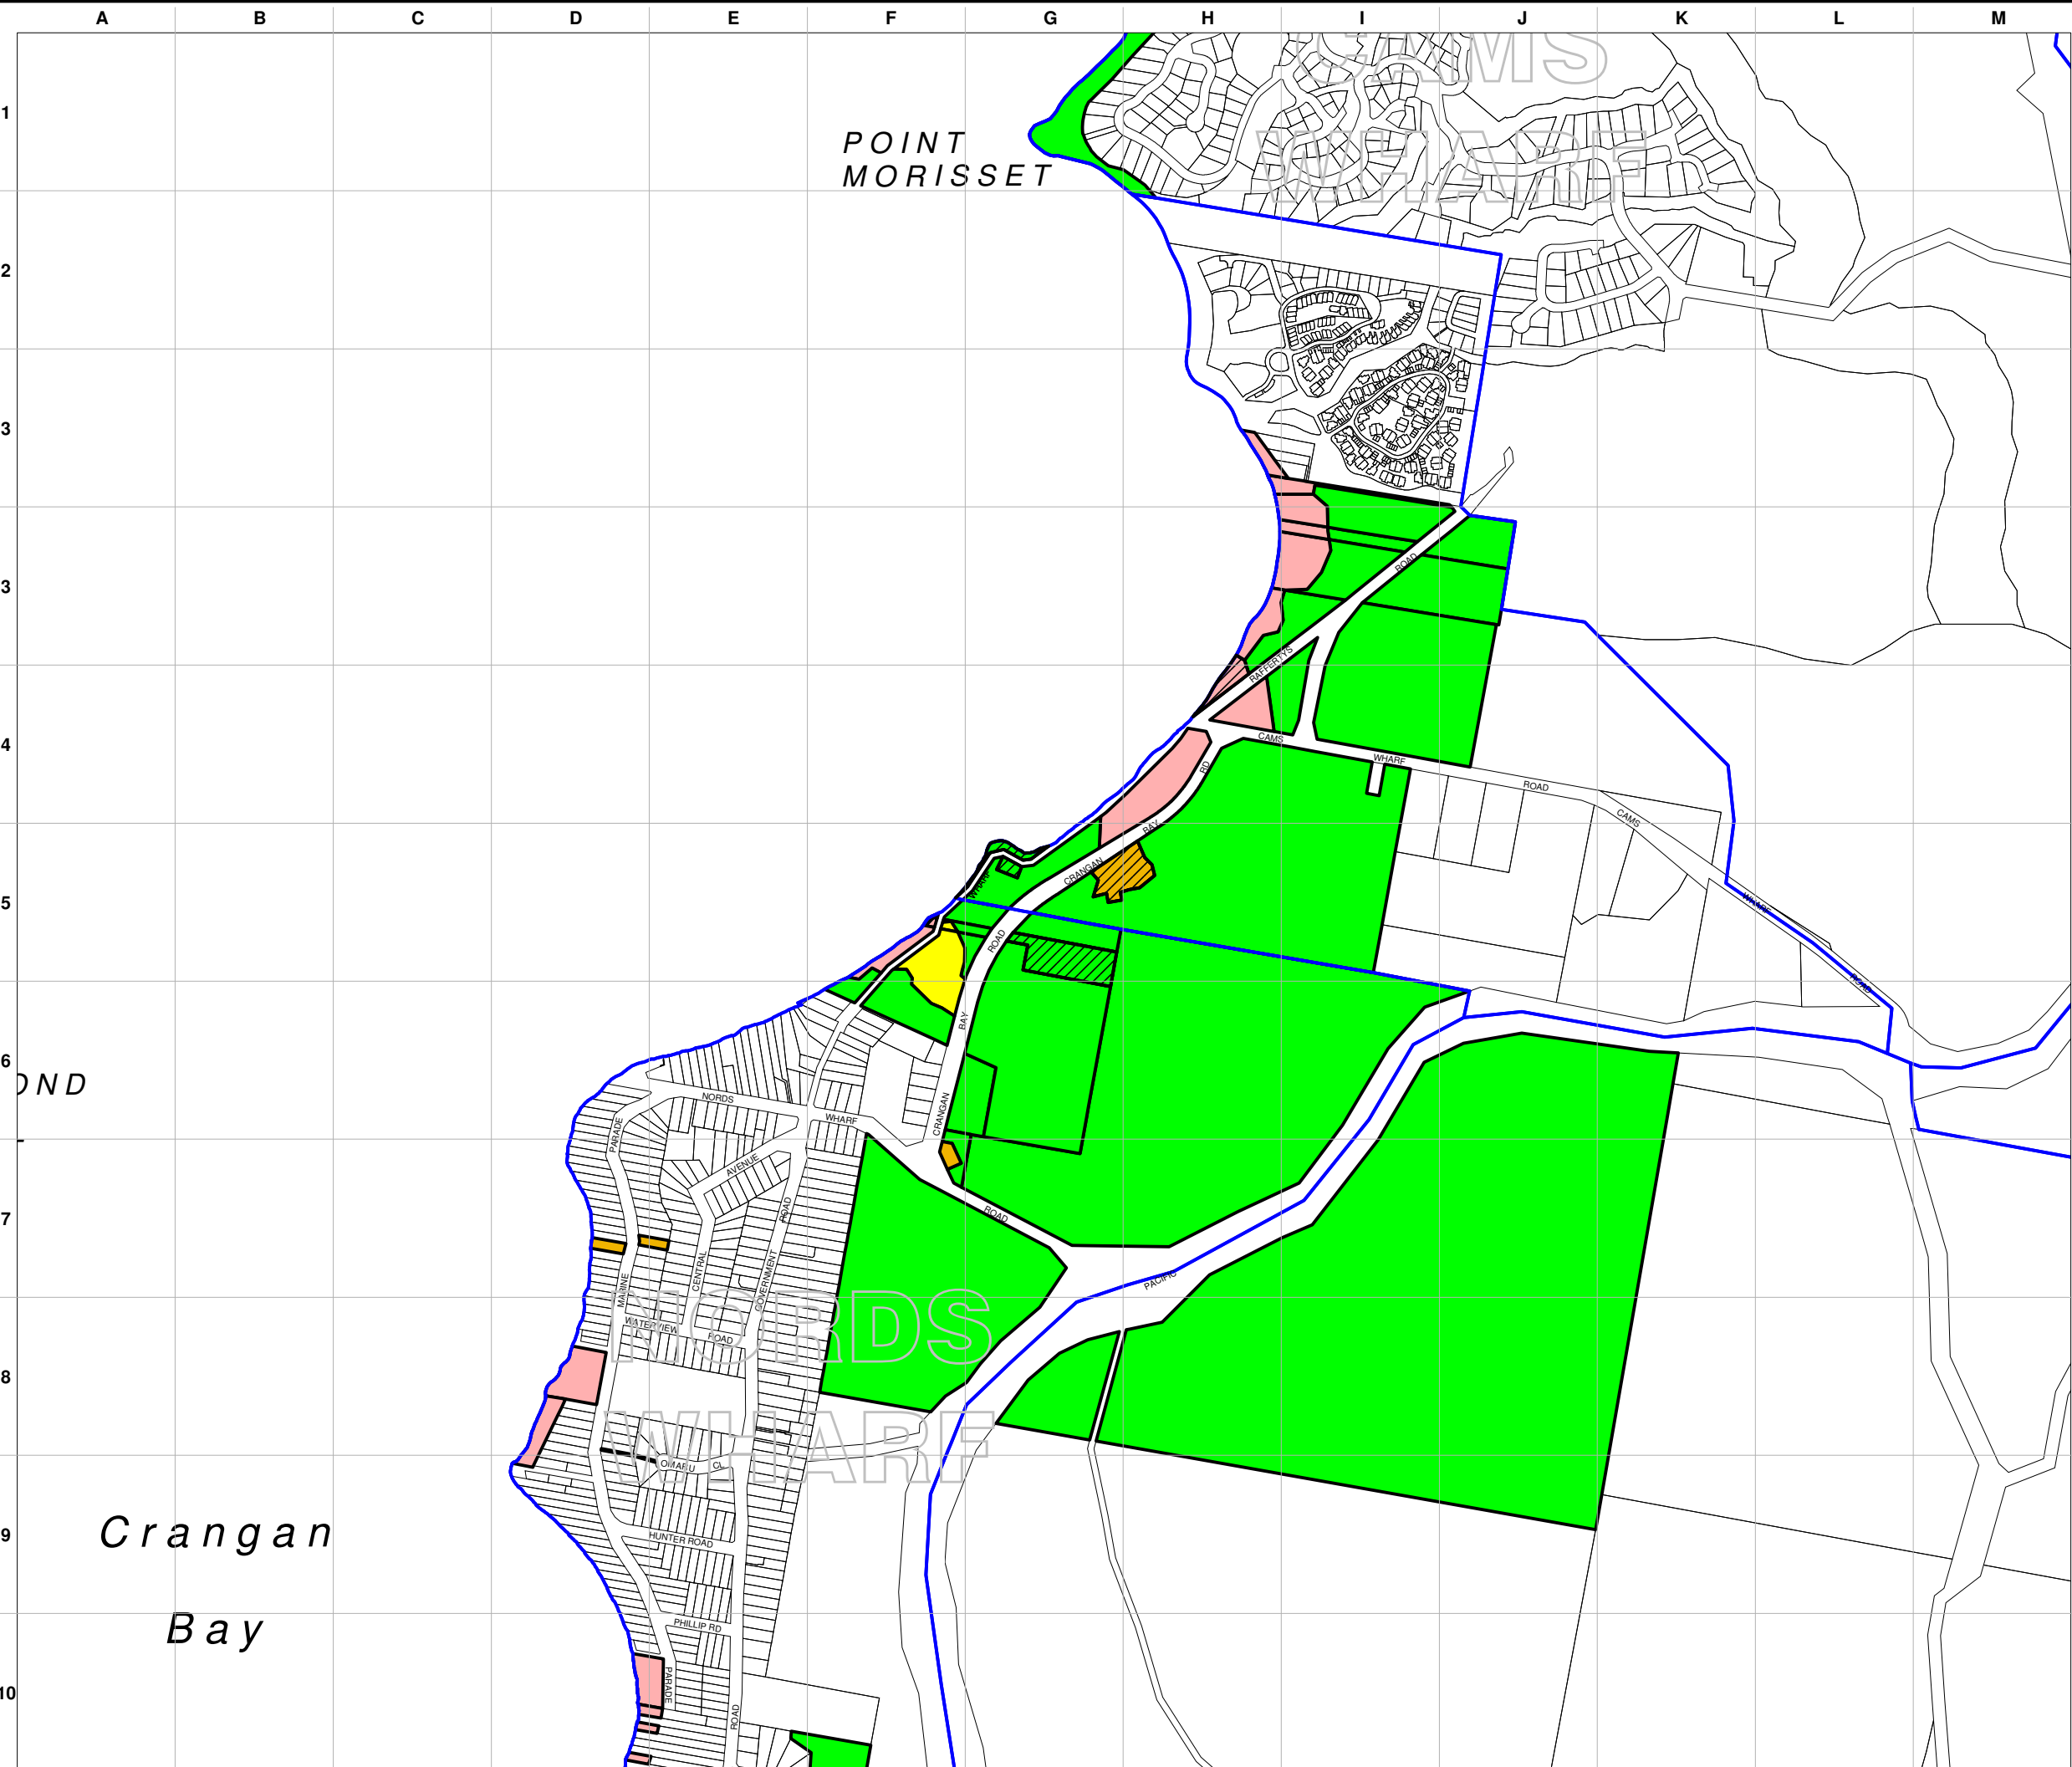 A B C D E F G H I J K L M
1
2
3
3
4
5
6
7
8
9
10
CAMS
WHARF
POINT
MORISSET
ROAD
RAFFERTYS
CAMS
WHARF
ROAD
CAMS
WHARF
ROAD
RD
BAY
CRANGAN
WHARF
ROAD
BAY
CRANGAN
OND
NORDS
WHARF
ROAD
PARADE
AVENUE
ROAD
CENTRAL
GOVERNMENT
MARINE
PACIFIC
WATERVIEW
ROAD
NORDS
WHARF
OMARU
HUNTER ROAD
PHILLIP RD
PARADE
ROAD
Crangan
Bay